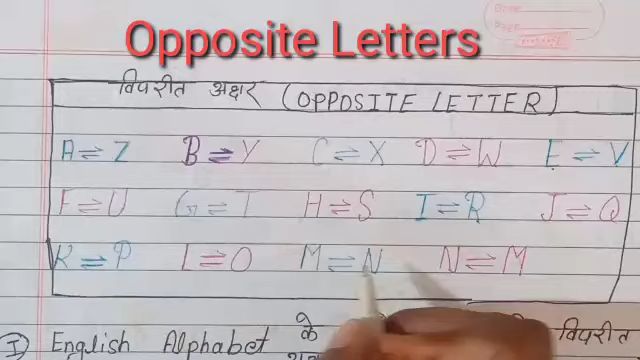 Opposite Letters
विपरीत अक्षर (OPPOSITE LETTER)
A⇌Z B⇌Y C⇌X D⇌W E⇌V
F⇌U G⇌T H⇌S I⇌R J⇌Q
K⇌P L⇌O M⇌N N⇌M
I English Alphabet के विपरीत